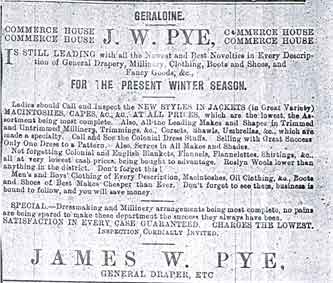 GERALDINE.
COMMERCE HOUSE J. W. PYE, COMMERCE HOUSE
COMMERCE HOUSE COMMERCE HOUSE
IS STILL LEADING with all the Newest and Best Novelties in Every Descrip-
tion of General Drapery, Millinery, Clothing, Boots and Shoes, and
Fancy Goods, &c.,
FOR THE PRESENT WINTER SEASON.
Ladies should Call and Inspect the NEW STYLES IN JACKETS (in Great Variety)
MACINTOSHES, CAPES, &c., &c., AT ALL PRICES, which are the lowest, the As-
sortment being most complete. Also, All the Leading Makes and Shapes in Trimmed
and Untrimmed Millinery, Trimmings, &c. Corsets, Shawls, Umbrellas, &c., which are
made a specialty. Call and See the Colonial Dress Stuffs. Selling with Great Success
Only One Dress to a Pattern. Also, Serges in All Makes and Shades.
Not forgetting Colonial and English Blankets, Flannels, Flannelettes, Shirtings, &c.,
all at very lowest cash prices, being bought to advantage. Roslyn Wools lower than
anything in the district. Don't forget this!
Men's and Boys' Clothing of Every Description, Macintoshes, Oil Clothing, &c., Boots
and Shoes of Best Makes Cheaper than Ever. Don't forget to see them, business is
bound to follow, and you will save money.
SPECIAL.—Dressmaking and Millinery arrangements being most complete, no pains
are being spared to make these department the success they always have been.
SATISFACTION IN EVERY CASE GUARANTEED. CHARGES THE LOWEST.
INSPECTION CORDIALLY INVITED.
JAMES W. PYE,
GENERAL DRAPER, ETC